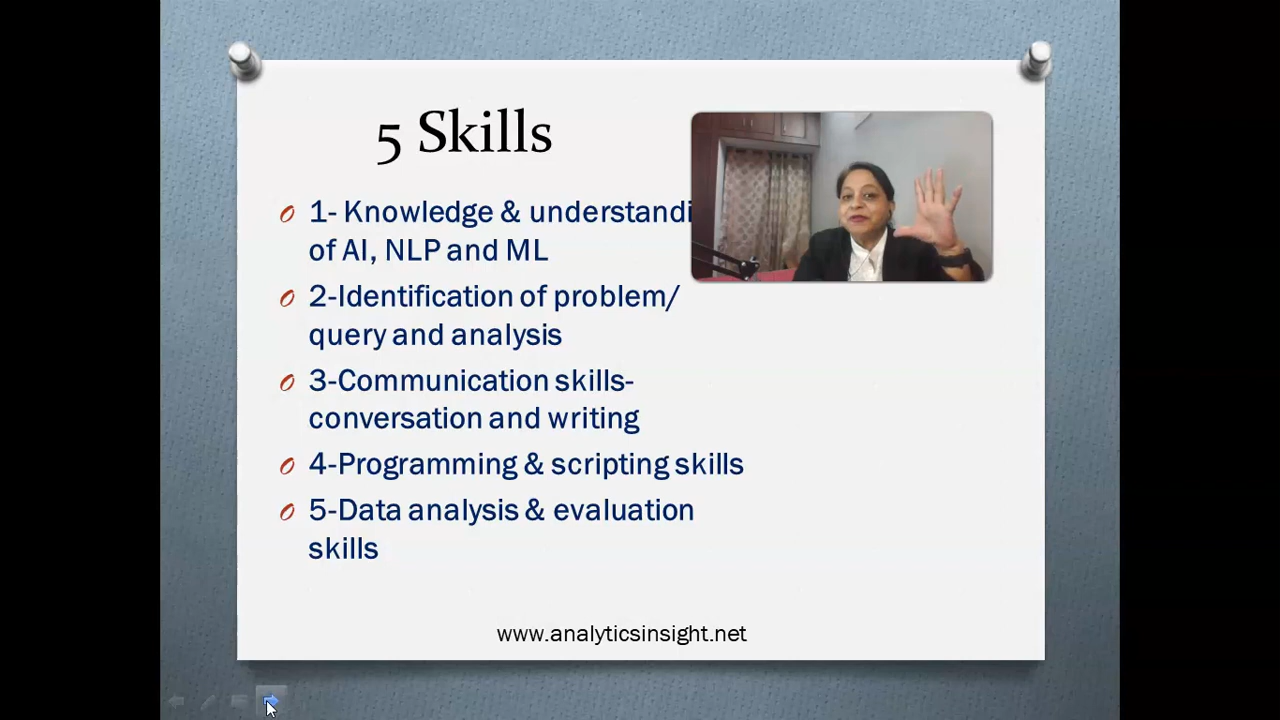 5 Skills
1- Knowledge & understandi
of AI, NLP and ML
2-Identification of problem/
query and analysis
3-Communication skills-
conversation and writing
4-Programming & scripting skills
5-Data analysis & evaluation
skills
www.analyticsinsight.net